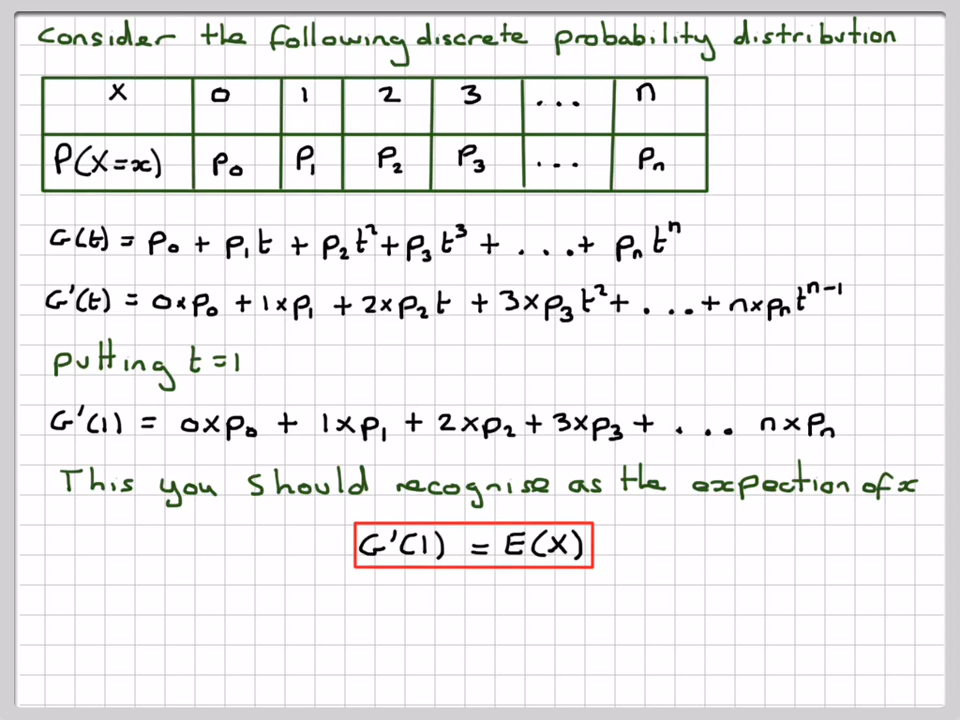 Consider the following discrete probability distribution
x 0 1 2 3 ... n
P(X=x) p₀ p₁ p₂ p₃ ... pₙ
G(t) = p₀ + p₁t + p₂t² + p₃t³ + ... + pₙtⁿ
G'(t) = 0×p₀ + 1×p₁ + 2×p₂t + 3×p₃t² + ... + n×pₙtⁿ⁻¹
putting t=1
G'(1) = 0×p₀ + 1×p₁ + 2×p₂ + 3×p₃ + ... n×pₙ
This you should recognise as the expection of x
G'(1) = E(X)